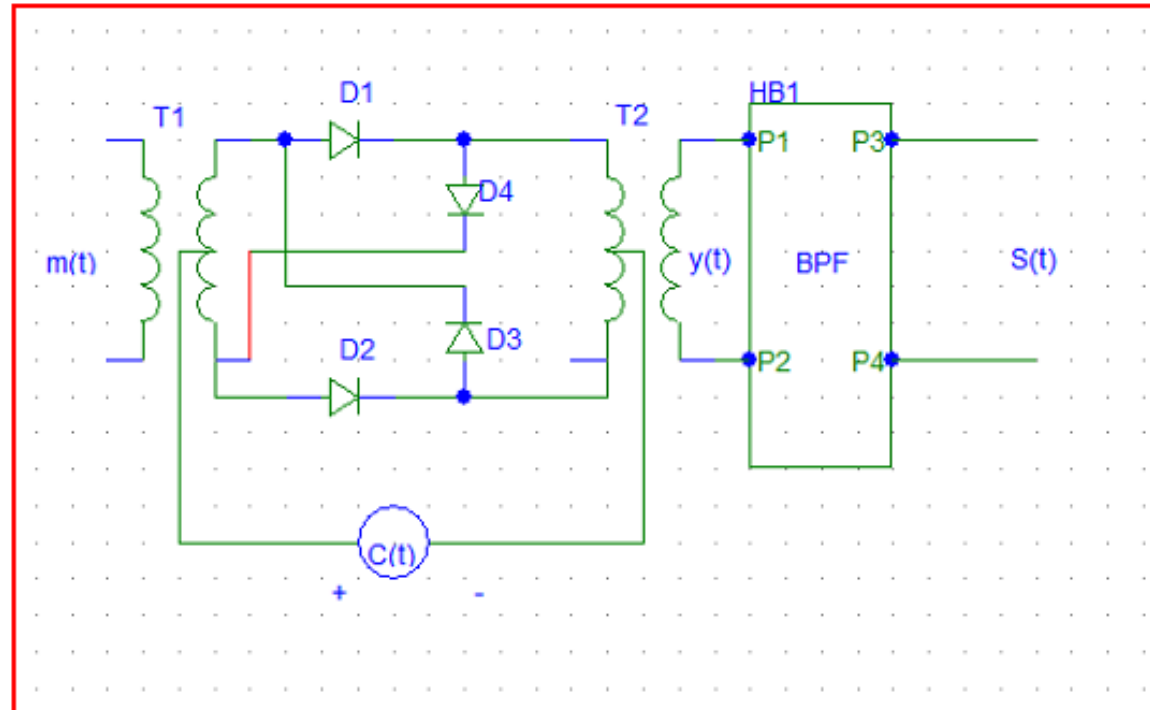 T1
D1
T2
HB1
P1
P3
D4
m(t)
y(t)
BPF
S(t)
D2
D3
P2
P4
C(t)
+
-